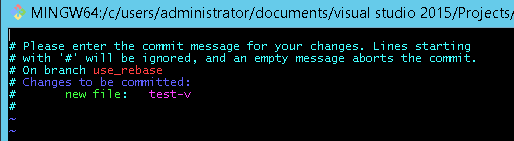 MINGW64:/c/users/administrator/documents/visual studio 2015/Projects/
# Please enter the commit message for your changes. Lines starting
# with '#' will be ignored, and an empty message aborts the commit.
# On branch use_rebase
# Changes to be committed:
#       new file:   test-v
#
~
~